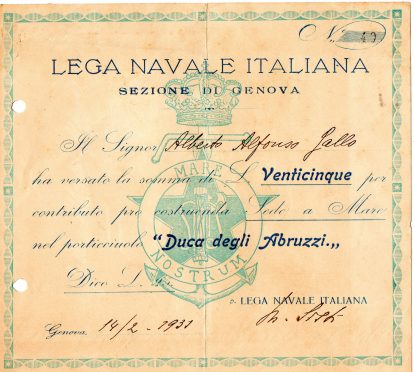 N. 40
LEGA NAVALE ITALIANA
SEZIONE DI GENOVA
Il Signor Alberto Alfonso Gallo
ha versato la somma di L. Venticinque per
contributo pro costruenda Sede a Mare
nel porticciuolo "Duca degli Abruzzi.„
Dico L.
MARE
NOSTRUM
p. LEGA NAVALE ITALIANA
Genova, 14/2 - 1931